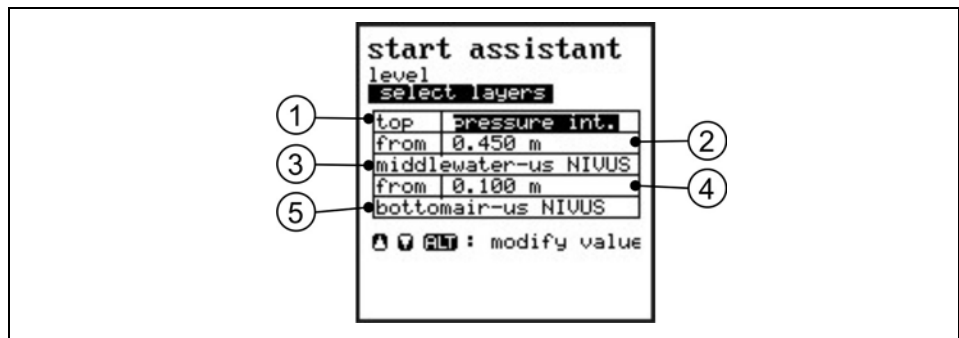 start assistant
level
select layers
1
top pressure int.
from 0.450 m
2
3
middlewater-us NIVUS
from 0.100 m
4
5
bottomair-us NIVUS
ALT : modify value